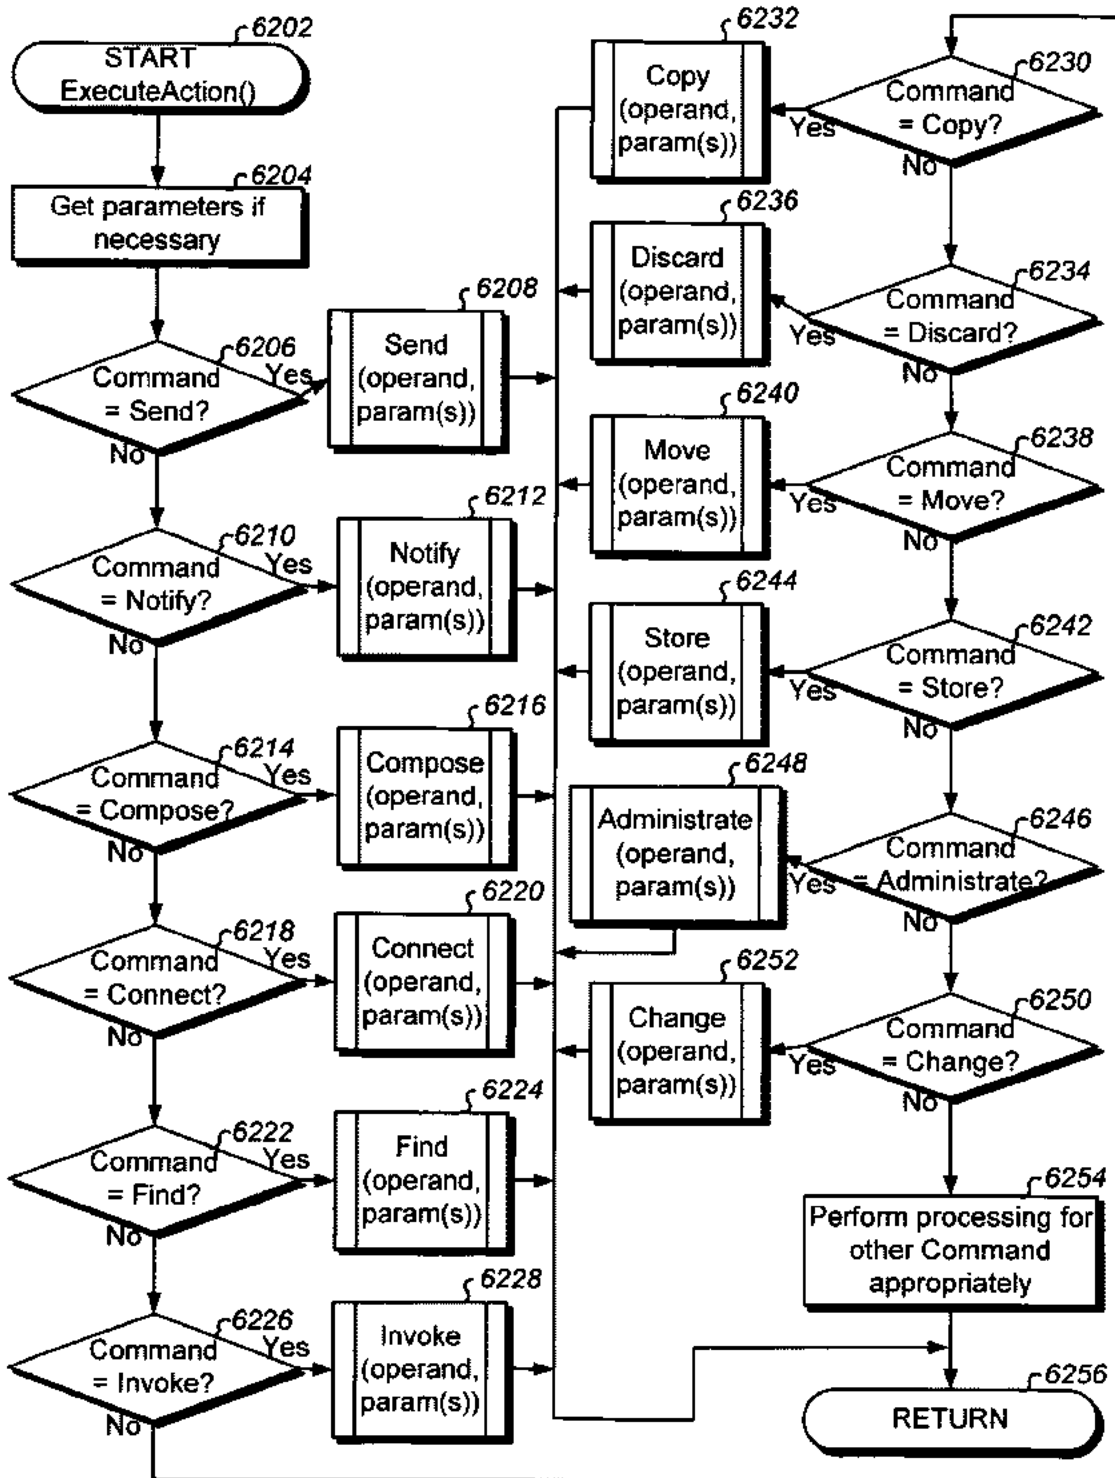 6202
START
ExecuteAction()
6204
Get parameters if
necessary
6206
Command
= Send?
Yes
No
6208
Send
(operand,
param(s))
6210
Command
= Notify?
Yes
No
6212
Notify
(operand,
param(s))
6214
Command
= Compose?
Yes
No
6216
Compose
(operand,
param(s))
6218
Command
= Connect?
Yes
No
6220
Connect
(operand,
param(s))
6222
Command
= Find?
Yes
No
6224
Find
(operand,
param(s))
6226
Command
= Invoke?
Yes
No
6228
Invoke
(operand,
param(s))
6230
Command
= Copy?
Yes
No
6232
Copy
(operand,
param(s))
6234
Command
= Discard?
Yes
No
6236
Discard
(operand,
param(s))
6238
Command
= Move?
Yes
No
6240
Move
(operand,
param(s))
6242
Command
= Store?
Yes
No
6244
Store
(operand,
param(s))
6246
Command
= Administrate?
Yes
No
6248
Administrate
(operand,
param(s))
6250
Command
= Change?
Yes
No
6252
Change
(operand,
param(s))
6254
Perform processing for
other Command
appropriately
6256
RETURN